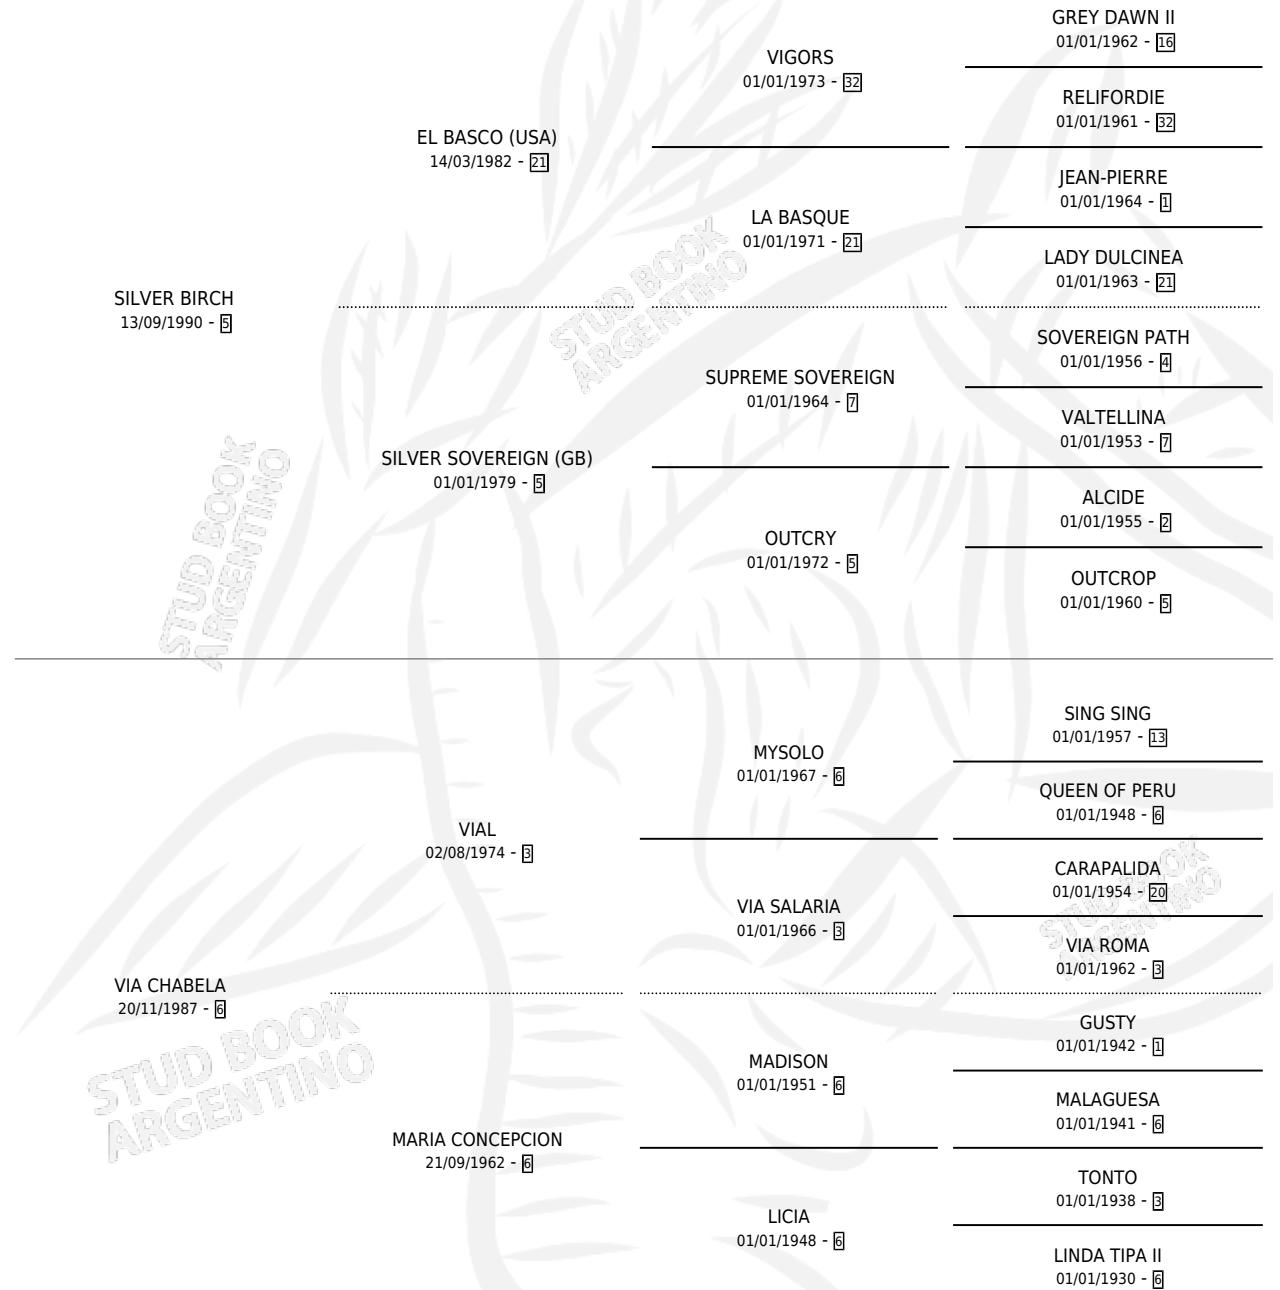 GREY DAWN II
01/01/1962 - 16
VIGORS
01/01/1973 - 32
RELIFORDIE
01/01/1961 - 32
EL BASCO (USA)
14/03/1982 - 21
JEAN-PIERRE
01/01/1964 - 1
LA BASQUE
01/01/1971 - 21
LADY DULCINEA
01/01/1963 - 21
SILVER BIRCH
13/09/1990 - 5
SOVEREIGN PATH
01/01/1956 - 4
SUPREME SOVEREIGN
01/01/1964 - 7
VALTELLINA
01/01/1953 - 7
SILVER SOVEREIGN (GB)
01/01/1979 - 5
ALCIDE
01/01/1955 - 2
OUTCRY
01/01/1972 - 5
OUTCROP
01/01/1960 - 5
SING SING
01/01/1957 - 13
MYSOLO
01/01/1967 - 6
QUEEN OF PERU
01/01/1948 - 6
VIAL
02/08/1974 - 3
CARAPALIDA
01/01/1954 - 20
VIA SALARIA
01/01/1966 - 3
VIA ROMA
01/01/1962 - 3
VIA CHABELA
20/11/1987 - 6
GUSTY
01/01/1942 - 1
MADISON
01/01/1951 - 6
MALAGUESA
01/01/1941 - 6
MARIA CONCEPCION
21/09/1962 - 6
TONTO
01/01/1938 - 3
LICIA
01/01/1948 - 6
LINDA TIPA II
01/01/1930 - 6
STUD BOOK
ARGENTINO
STUD BOOK
ARGENTINO
STUD BOOK
ARGENTINO
STUD BOOK
ARGENTINO